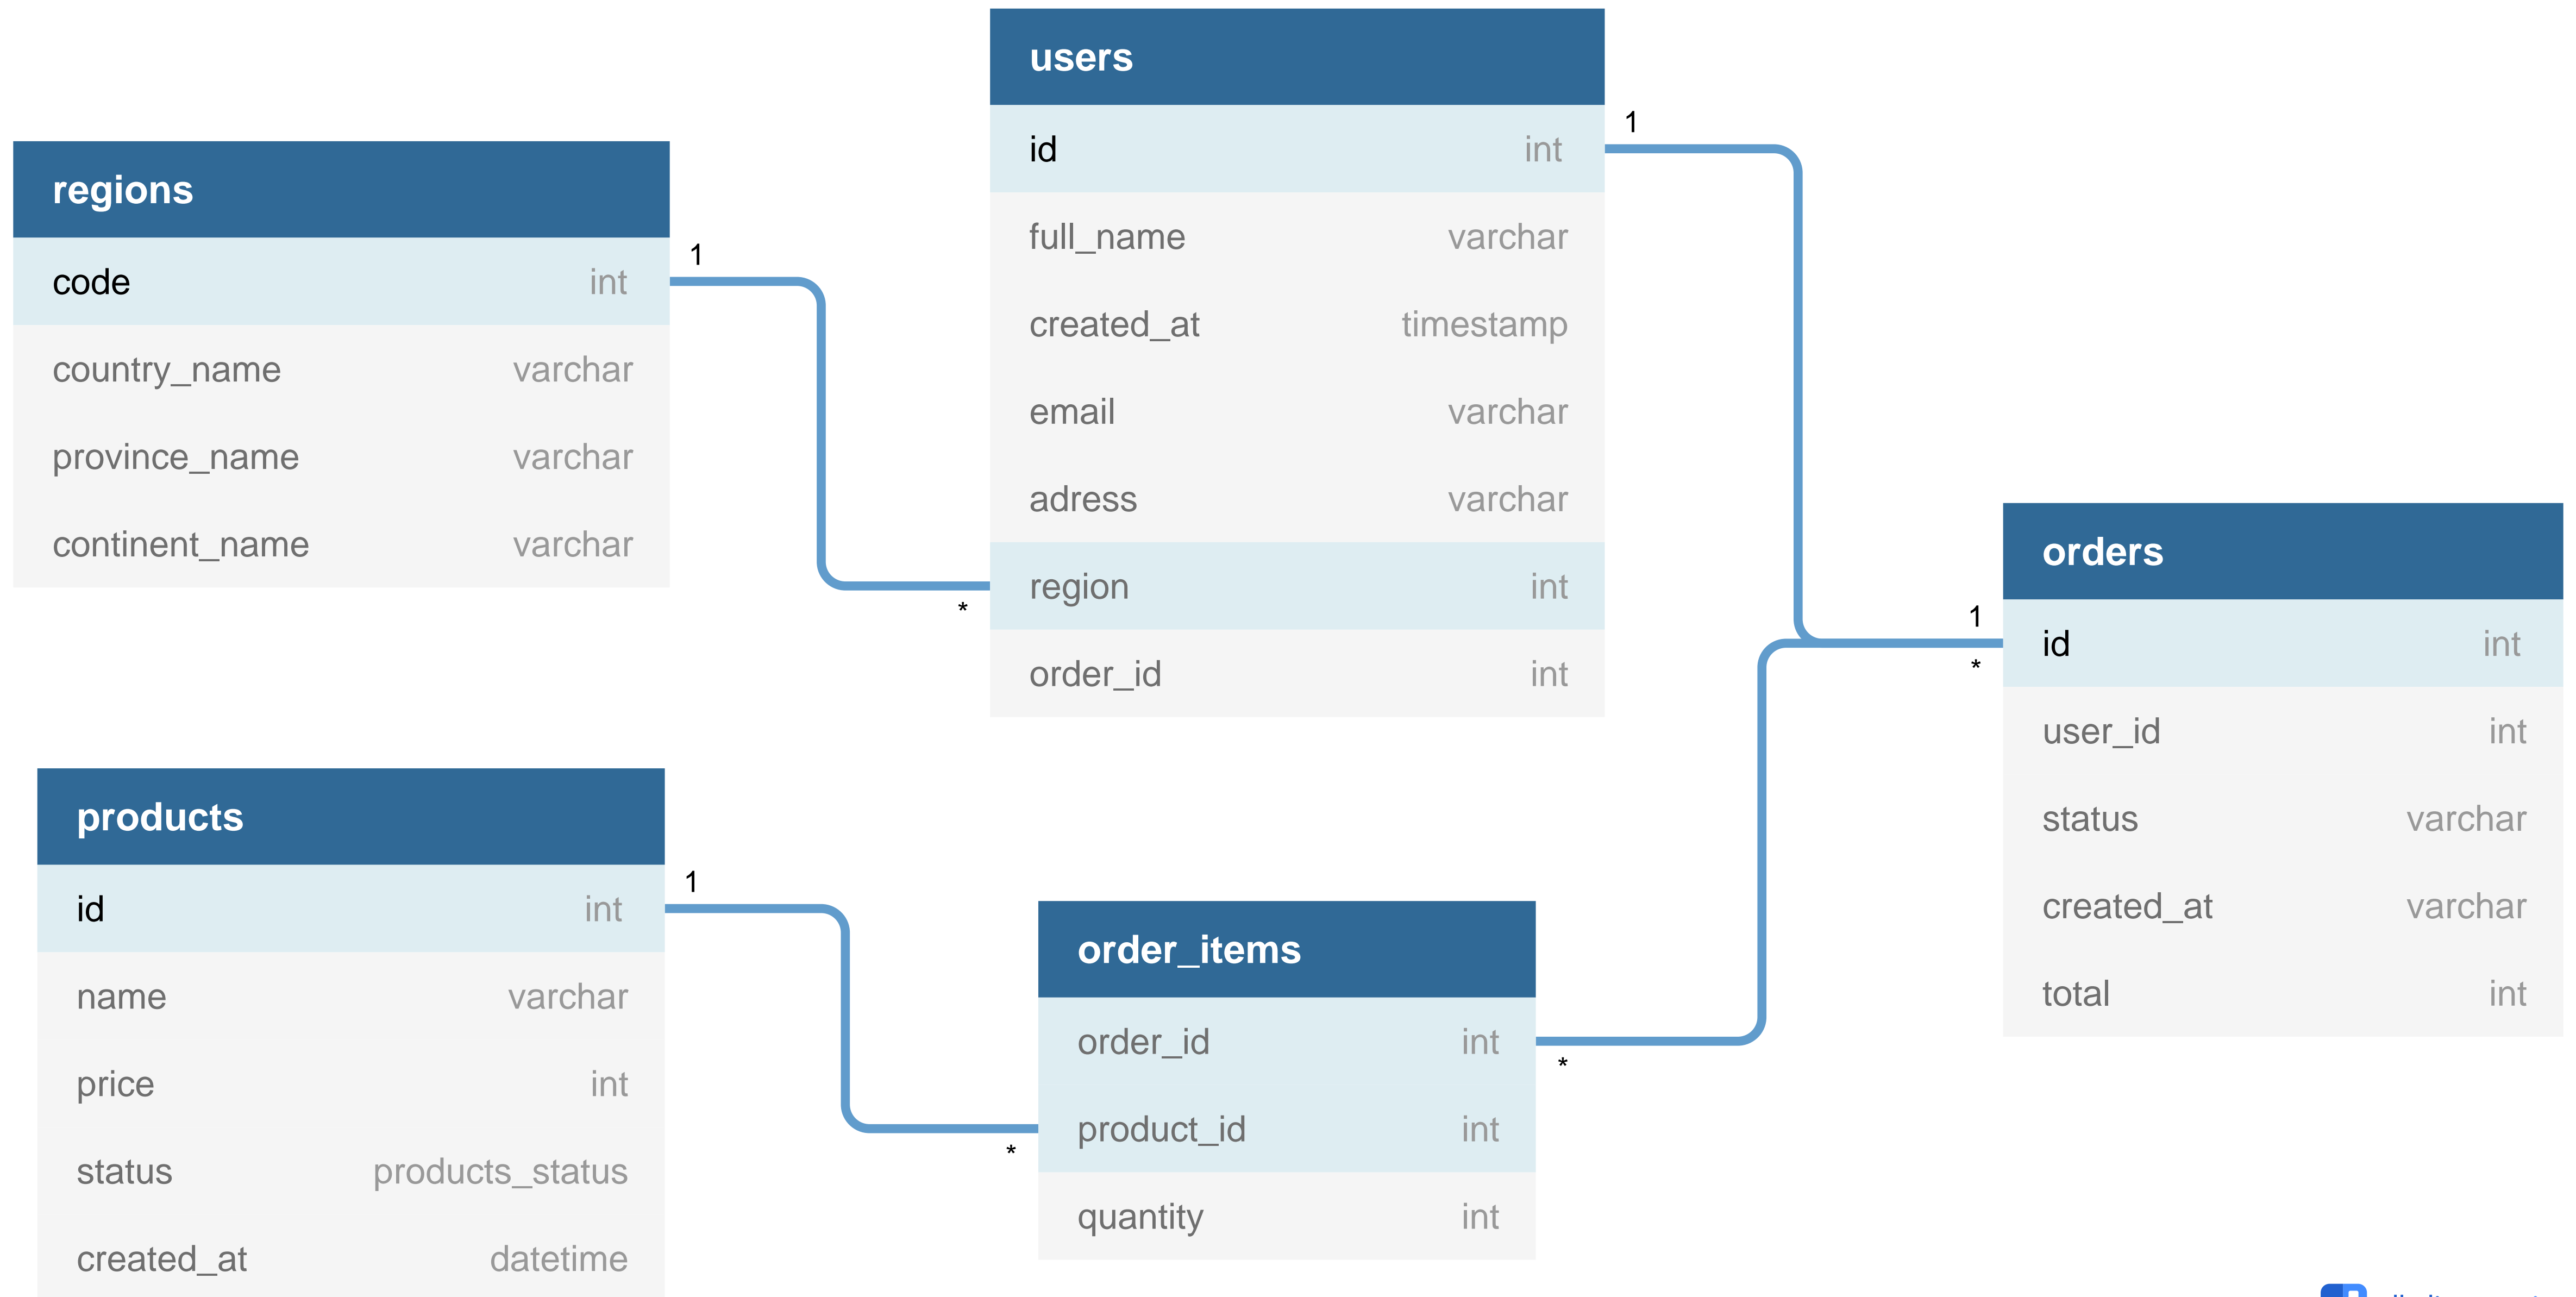 users
id int
full_name varchar
created_at timestamp
email varchar
adress varchar
region int
order_id int
regions
code int
country_name varchar
province_name varchar
continent_name varchar
1
*
1
1
*
orders
id int
user_id int
status varchar
created_at varchar
total int
products
id int
name varchar
price int
status products_status
created_at datetime
1
*
order_items
order_id int
product_id int
quantity int
*